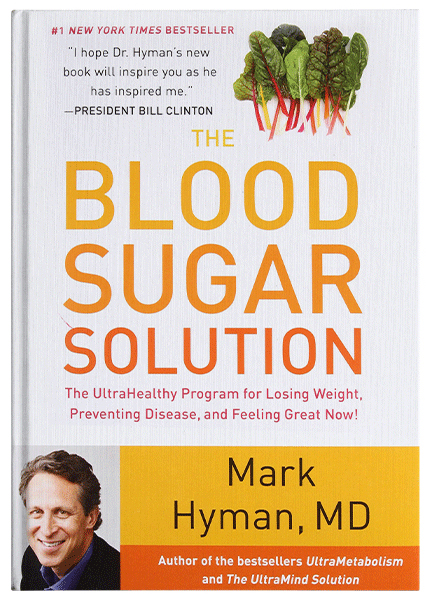 #1 NEW YORK TIMES BESTSELLER
“I hope Dr. Hyman’s new
book will inspire you as he
has inspired me.”
—PRESIDENT BILL CLINTON
THE
BLOOD
SUGAR
SOLUTION
The UltraHealthy Program for Losing Weight,
Preventing Disease, and Feeling Great Now!
Mark
Hyman, MD
Author of the bestsellers UltraMetabolism
and The UltraMind Solution